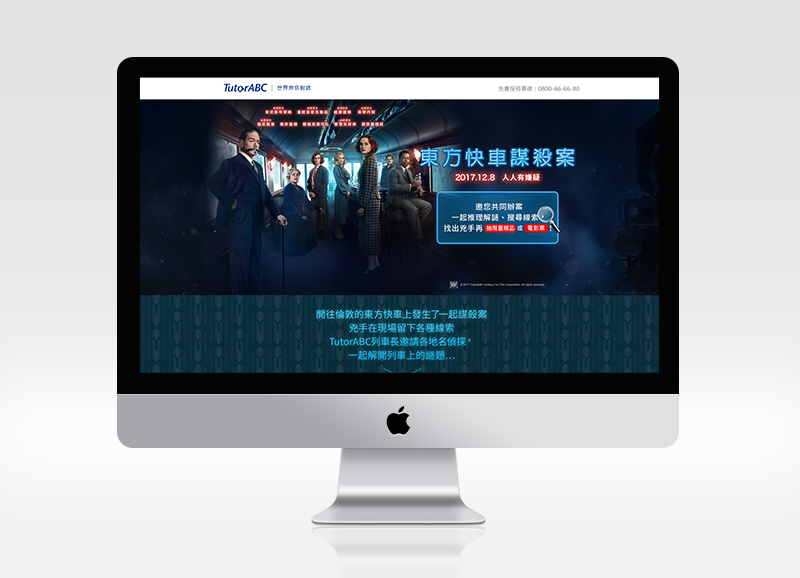 TutorABC 世界與你對話
免費服務專線：0800-66-66-80
東方快車謀殺案
2017.12.8 人人有嫌疑
邀您共同辦案
一起推理解謎、搜尋線索，
找出兇手再 抽限量贈品 或 電影票 !
© 2017 Twentieth Century Fox Film Corporation. All rights reserved.
開往倫敦的東方快車上發生了一起謀殺案
兇手在現場留下各種線索
TutorABC列車長邀請各地名偵探，
一起解開列車上的謎題…